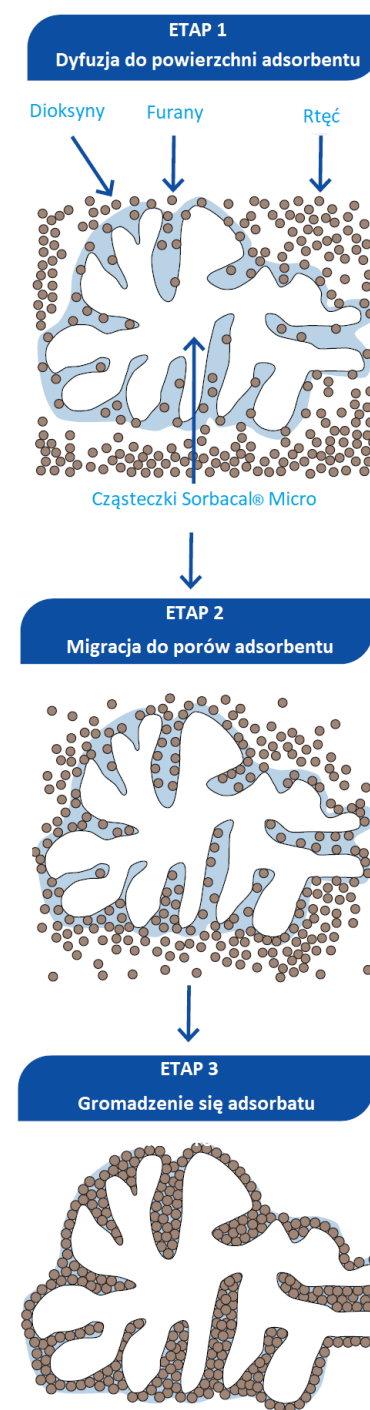 ETAP 1
Dyfuzja do powierzchni adsorbentu
Dioksyny Furany Rtęć
Cząsteczki Sorbacal® Micro
ETAP 2
Migracja do porów adsorbentu
ETAP 3
Gromadzenie się adsorbatu